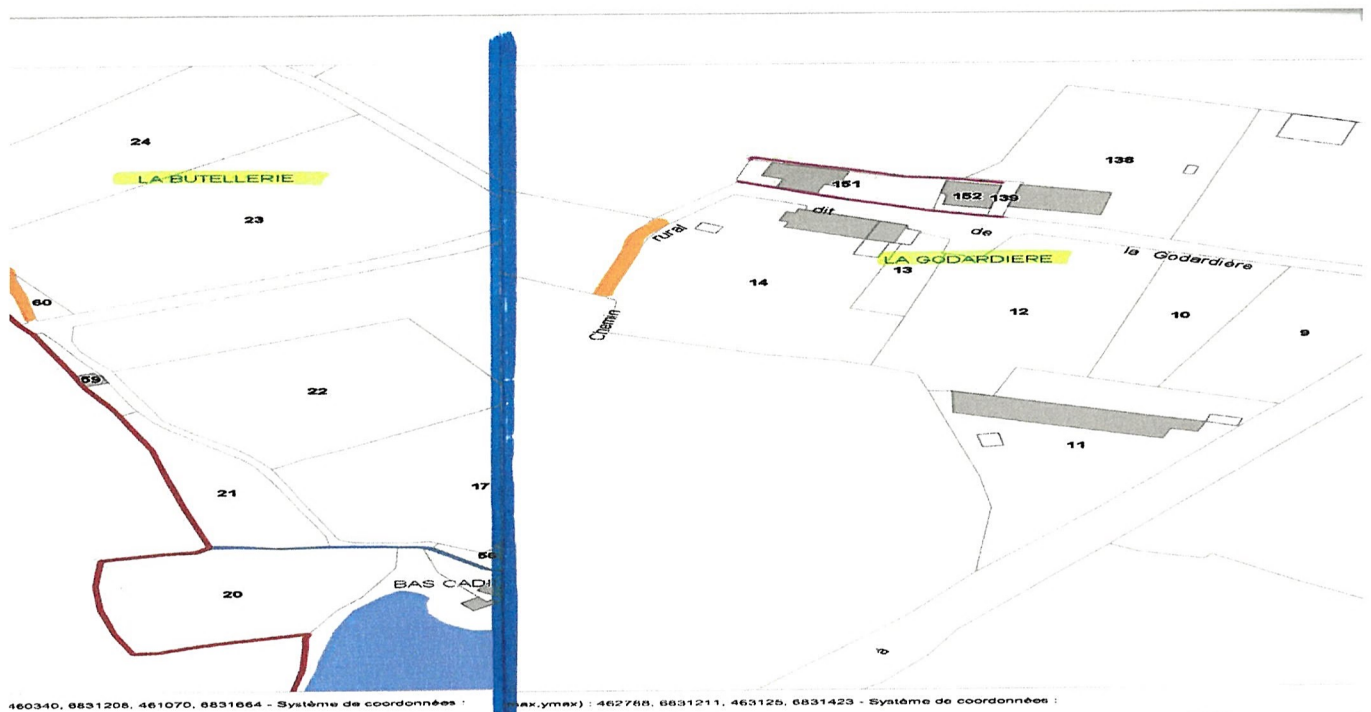 24
LA BUTELLERIE
23
60
59
22
21
17
56
BAS CADI
20
138
151
152
139
dit
de
la Godardière
rural
Chemin
LA GODARDIERE
14
13
12
10
9
11
460340, 6831208, 461070, 6831664 - Système de coordonnées :
max,ymax) : 462788, 6831211, 463125, 6831423 - Système de coordonnées :